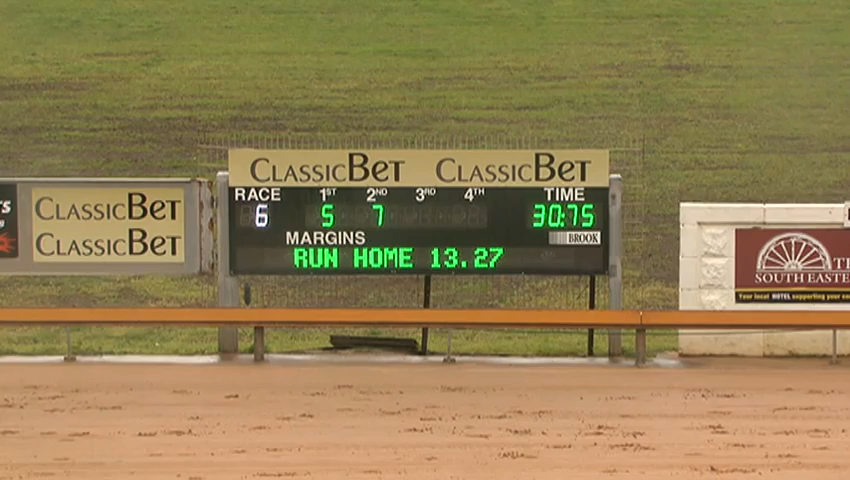 CLASSICBET CLASSICBET
RACE 1ST 2ND 3RD 4TH TIME
6 5 7 30:75
MARGINS
BROOK
RUN HOME 13.27
CLASSICBET
CLASSICBET
SOUTH EASTE
Your local HOTEL supporting your